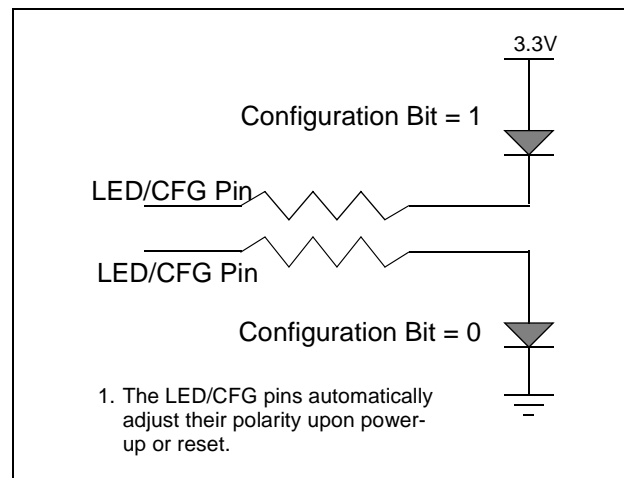 3.3V
Configuration Bit = 1
LED/CFG Pin
LED/CFG Pin
Configuration Bit = 0
1. The LED/CFG pins automatically
adjust their polarity upon power-
up or reset.